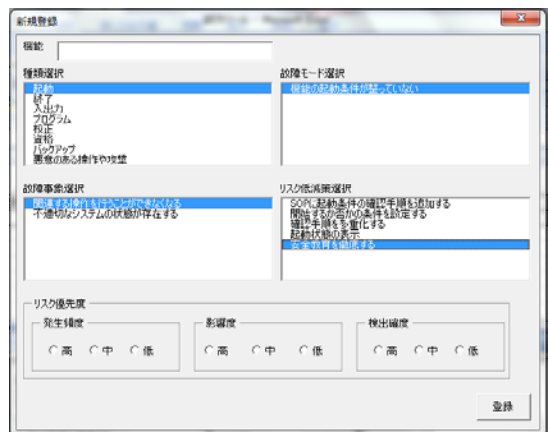 新規登録
機能
種類選択
起動
終了
入出力
プログラム
校正
資格
バックアップ
悪意のある操作や攻撃
故障モード選択
機能の起動条件が整っていない
故障事象選択
関連する操作を行うことができなくなる
不適切なシステムの状態が存在する
リスク低減策選択
SOPに起動条件の確認手順を追加する
開始するか否かの条件を設定する
確認手順を多重化する
起動状態の表示
安全教育を徹底する
リスク優先度
発生頻度
高 中 低
影響度
高 中 低
検出確度
高 中 低
登録